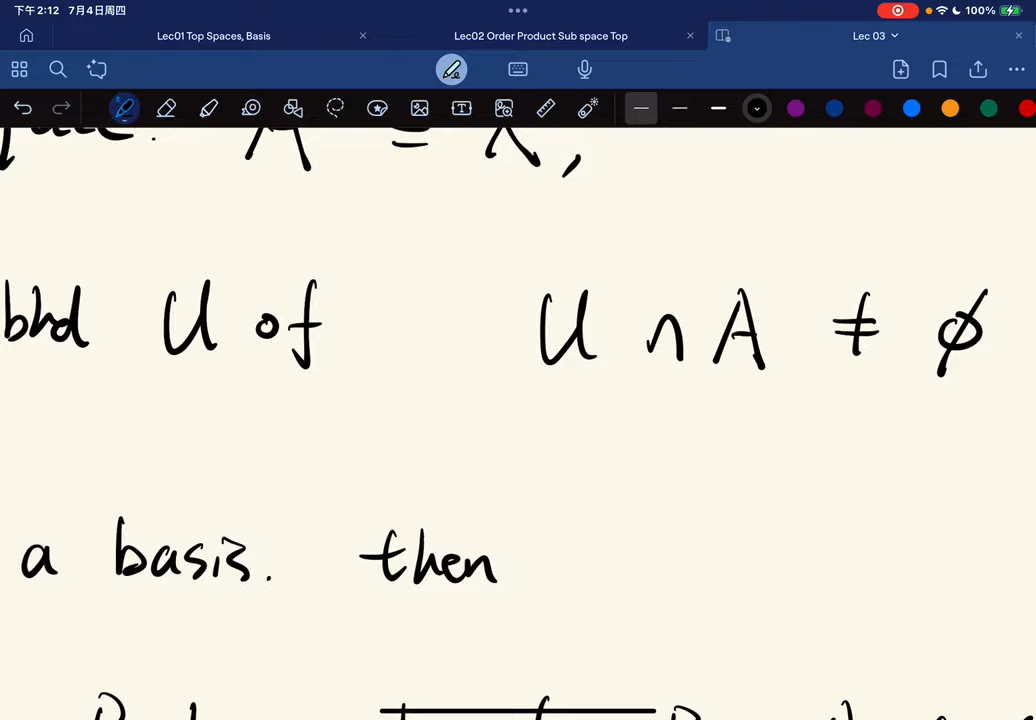 下午2:12 7月4日周四 100%
Lec01 Top Spaces, Basis Lec02 Order Product Sub space Top Lec 03
A ⊆ X,
bhd U of U ∩ A ≠ ϕ
a basis. then